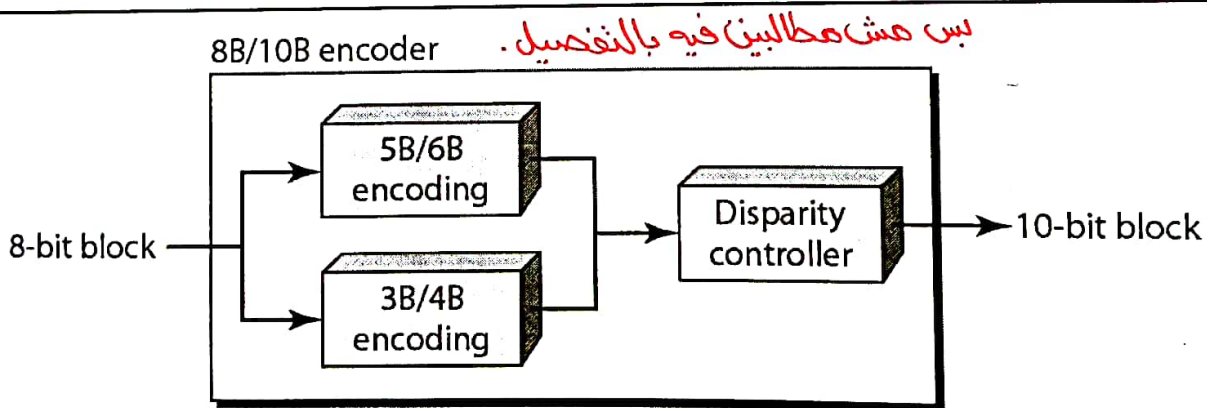 بس مش مطالبين فيه بالتفصيل.
8B/10B encoder
5B/6B
encoding
8-bit block
3B/4B
encoding
Disparity
controller
10-bit block